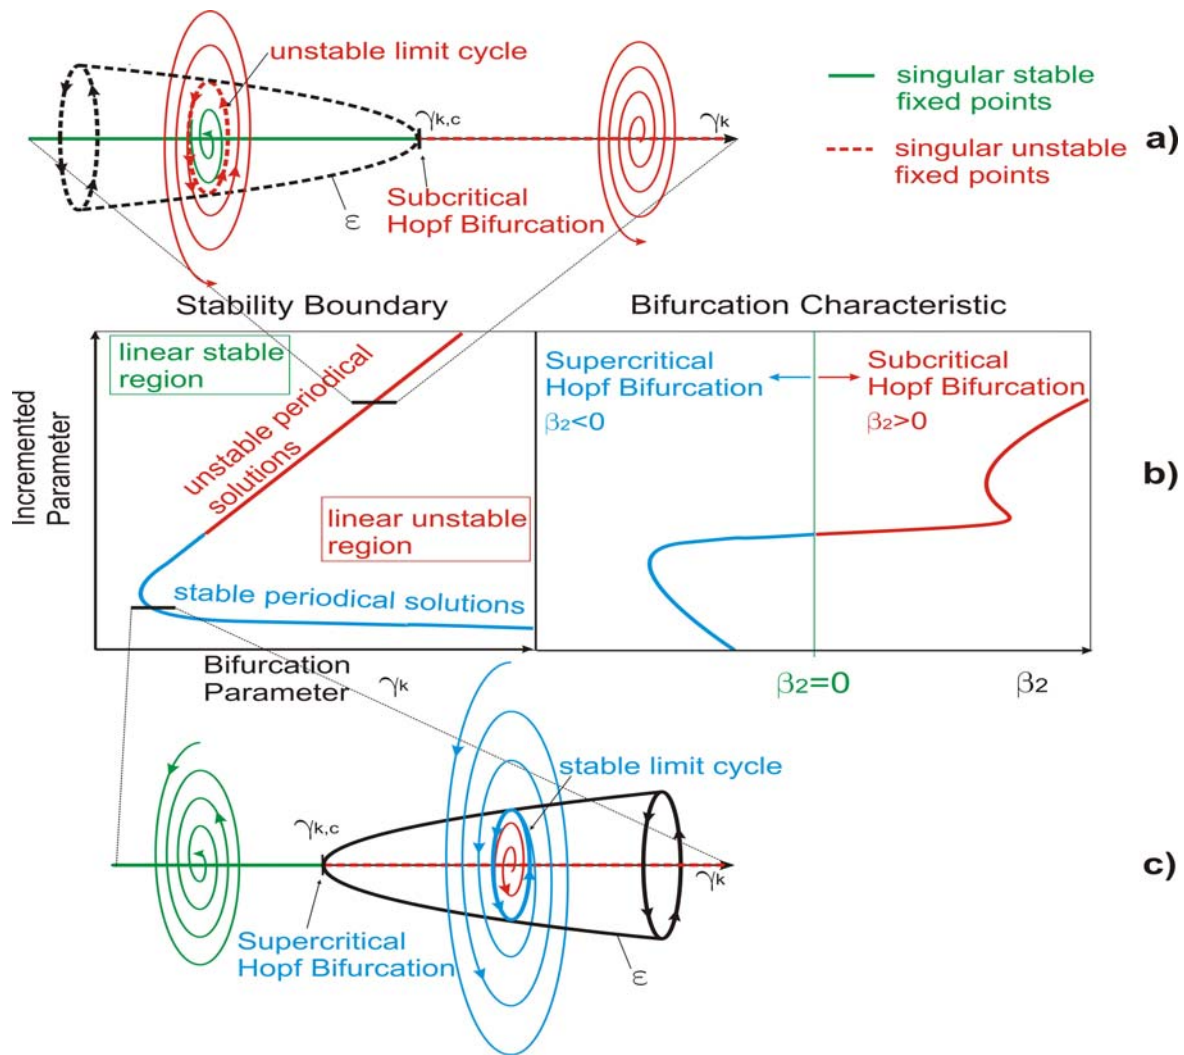 unstable limit cycle
γk,c
γk
Subcritical
Hopf Bifurcation
ε
singular stable
fixed points
singular unstable
fixed points
a)
Stability Boundary
Bifurcation Characteristic
linear stable
region
unstable periodical
solutions
linear unstable
region
stable periodical solutions
Incremented
Parameter
Supercritical
Hopf Bifurcation
β2<0
Subcritical
Hopf Bifurcation
β2>0
b)
Bifurcation
Parameter
γk
β2=0
β2
stable limit cycle
γk,c
γk
Supercritical
Hopf Bifurcation
ε
c)